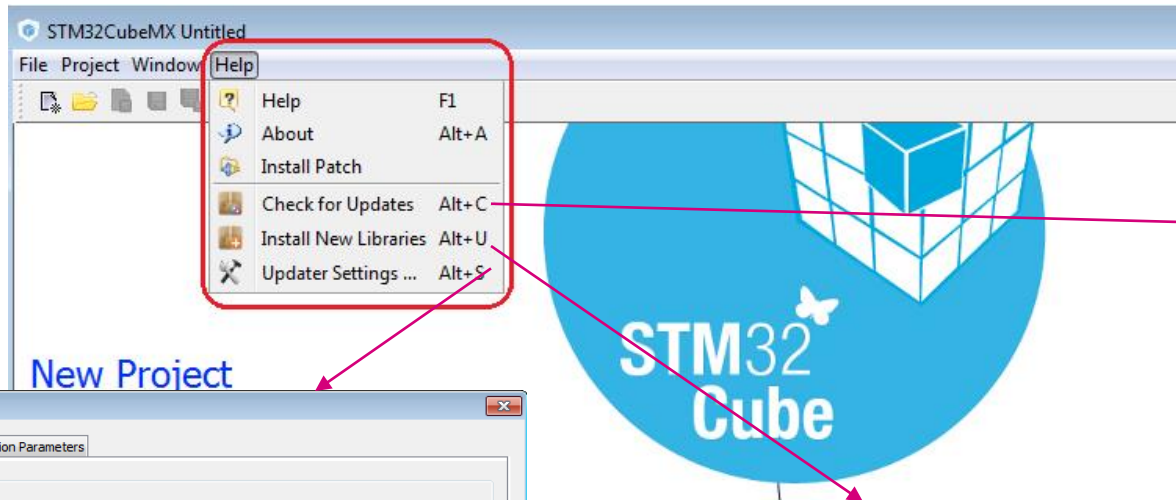 STM32CubeMX Untitled
File Project Window Help
Help F1
About Alt+A
Install Patch
Check for Updates Alt+C
Install New Libraries Alt+U
Updater Settings ... Alt+S
STM32
Cube
New Project
ion Parameters